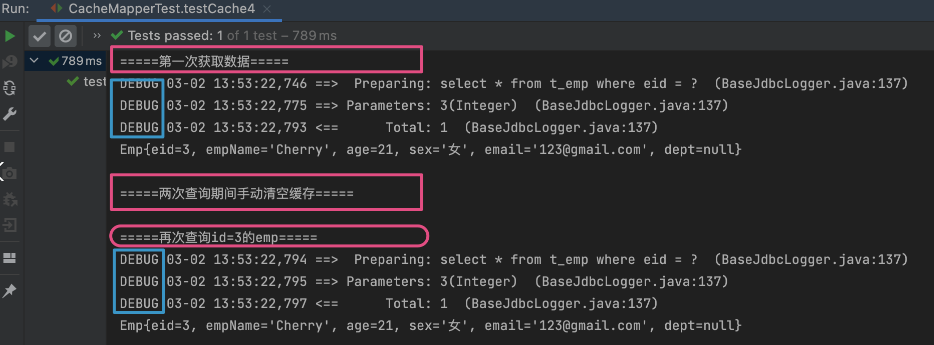 Run: CacheMapperTest.testCache4 ×
» Tests passed: 1 of 1 test – 789 ms
789 ms
test
=====第一次获取数据=====
DEBUG 03-02 13:53:22,746 ==>  Preparing: select * from t_emp where eid = ?  (BaseJdbcLogger.java:137)
DEBUG 03-02 13:53:22,775 ==> Parameters: 3(Integer)  (BaseJdbcLogger.java:137)
DEBUG 03-02 13:53:22,793 <==      Total: 1  (BaseJdbcLogger.java:137)
Emp{eid=3, empName='Cherry', age=21, sex='女', email='123@gmail.com', dept=null}
=====两次查询期间手动清空缓存=====
=====再次查询id=3的emp=====
DEBUG 03-02 13:53:22,794 ==>  Preparing: select * from t_emp where eid = ?  (BaseJdbcLogger.java:137)
DEBUG 03-02 13:53:22,795 ==> Parameters: 3(Integer)  (BaseJdbcLogger.java:137)
DEBUG 03-02 13:53:22,797 <==      Total: 1  (BaseJdbcLogger.java:137)
Emp{eid=3, empName='Cherry', age=21, sex='女', email='123@gmail.com', dept=null}